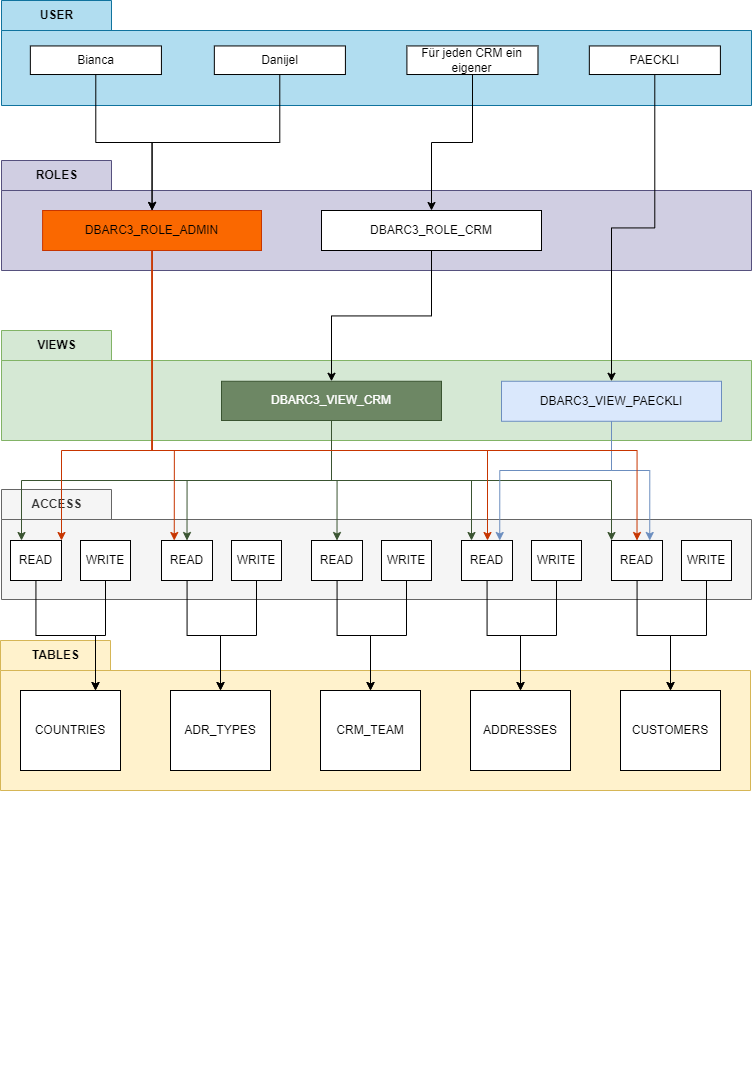 USER
Bianca
Danijel
Für jeden CRM ein
eigener
PAECKLI
ROLES
DBARC3_ROLE_ADMIN
DBARC3_ROLE_CRM
VIEWS
DBARC3_VIEW_CRM
DBARC3_VIEW_PAECKLI
ACCESS
READ
WRITE
READ
WRITE
READ
WRITE
READ
WRITE
READ
WRITE
TABLES
COUNTRIES
ADR_TYPES
CRM_TEAM
ADDRESSES
CUSTOMERS